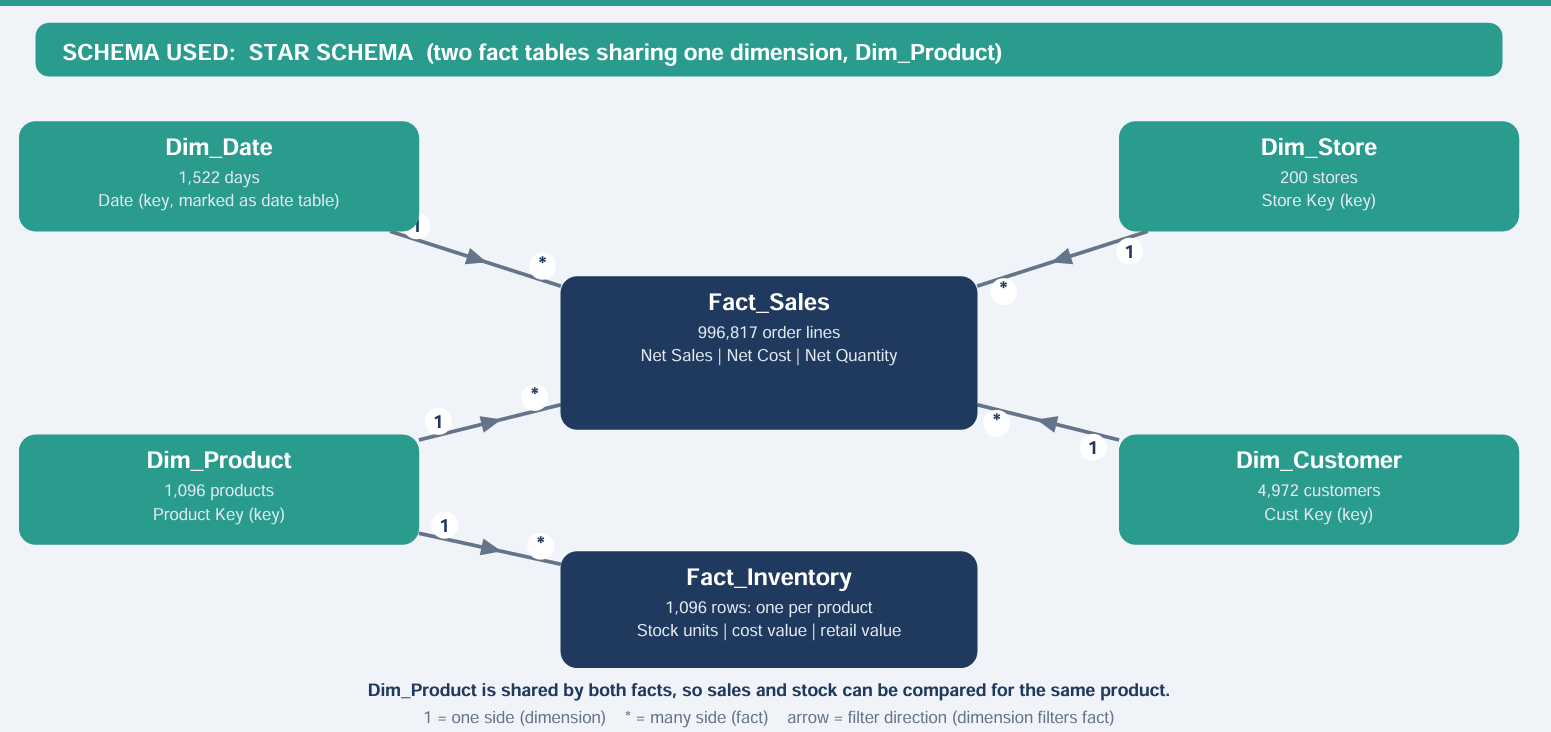 SCHEMA USED:  STAR SCHEMA  (two fact tables sharing one dimension, Dim_Product)
Dim_Date
1,522 days
Date (key, marked as date table)
Dim_Store
200 stores
Store Key (key)
1
*
1
*
Fact_Sales
996,817 order lines
Net Sales | Net Cost | Net Quantity
1
*
*
1
Dim_Product
1,096 products
Product Key (key)
Dim_Customer
4,972 customers
Cust Key (key)
1
*
Fact_Inventory
1,096 rows: one per product
Stock units | cost value | retail value
Dim_Product is shared by both facts, so sales and stock can be compared for the same product.
1 = one side (dimension)    * = many side (fact)    arrow = filter direction (dimension filters fact)